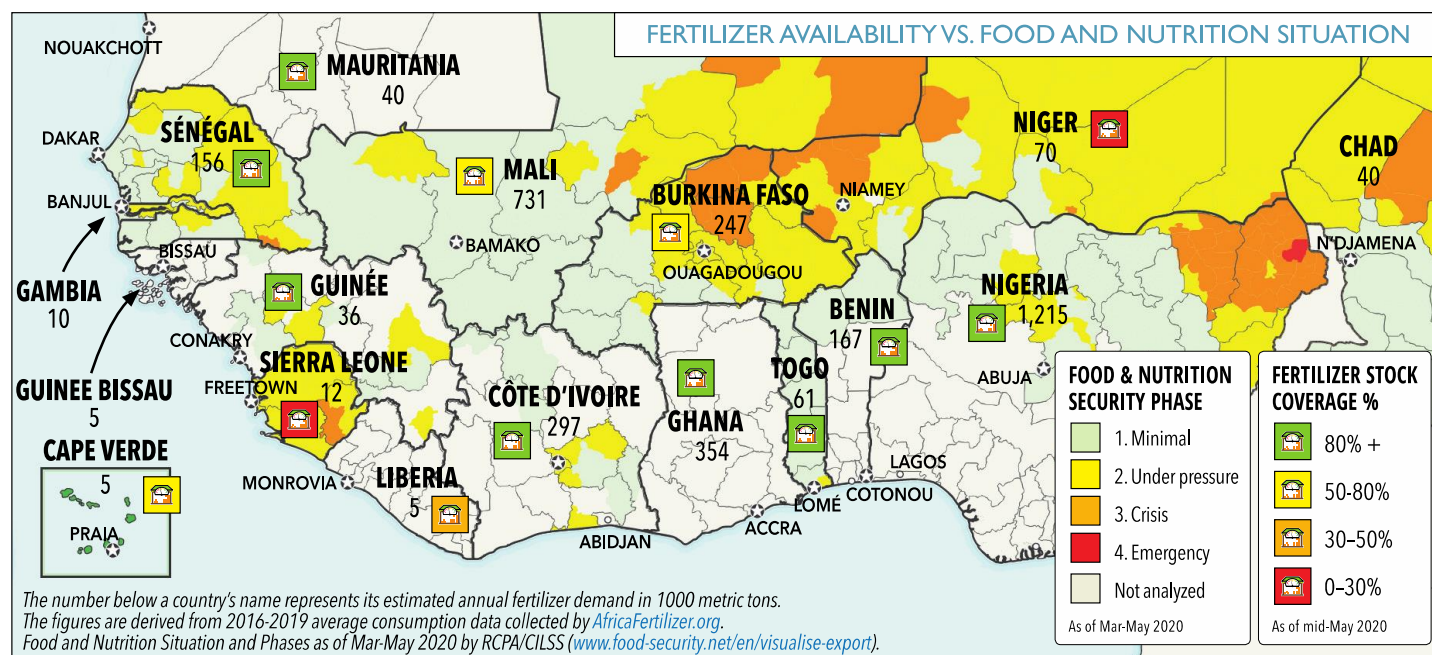 FERTILIZER AVAILABILITY VS. FOOD AND NUTRITION SITUATION
NOUAKCHOTT
MAURITANIA
40
SÉNÉGAL
156
DAKAR
MALI
731
NIGER
70
CHAD
40
BURKINA FASO
247
NIAMEY
BANJUL
BAMAKO
OUAGADOUGOU
N'DJAMENA
BISSAU
GAMBIA
10
GUINÉE
36
BENIN
167
NIGERIA
1,215
CONAKRY
SIERRA LEONE
12
FREETOWN
GUINEE BISSAU
5
CÔTE D'IVOIRE
297
GHANA
354
TOGO
61
ABUJA
CAPE VERDE
5
PRAIA
MONROVIA
LIBERIA
5
ABIDJAN
ACCRA
LOMÉ
COTONOU
LAGOS
FOOD & NUTRITION
SECURITY PHASE
1. Minimal
2. Under pressure
3. Crisis
4. Emergency
Not analyzed
As of Mar-May 2020
FERTILIZER STOCK
COVERAGE %
80% +
50-80%
30–50%
0–30%
As of mid-May 2020
The number below a country's name represents its estimated annual fertilizer demand in 1000 metric tons.
The figures are derived from 2016-2019 average consumption data collected by AfricaFertilizer.org.
Food and Nutrition Situation and Phases as of Mar-May 2020 by RCPA/CILSS (www.food-security.net/en/visualise-export).